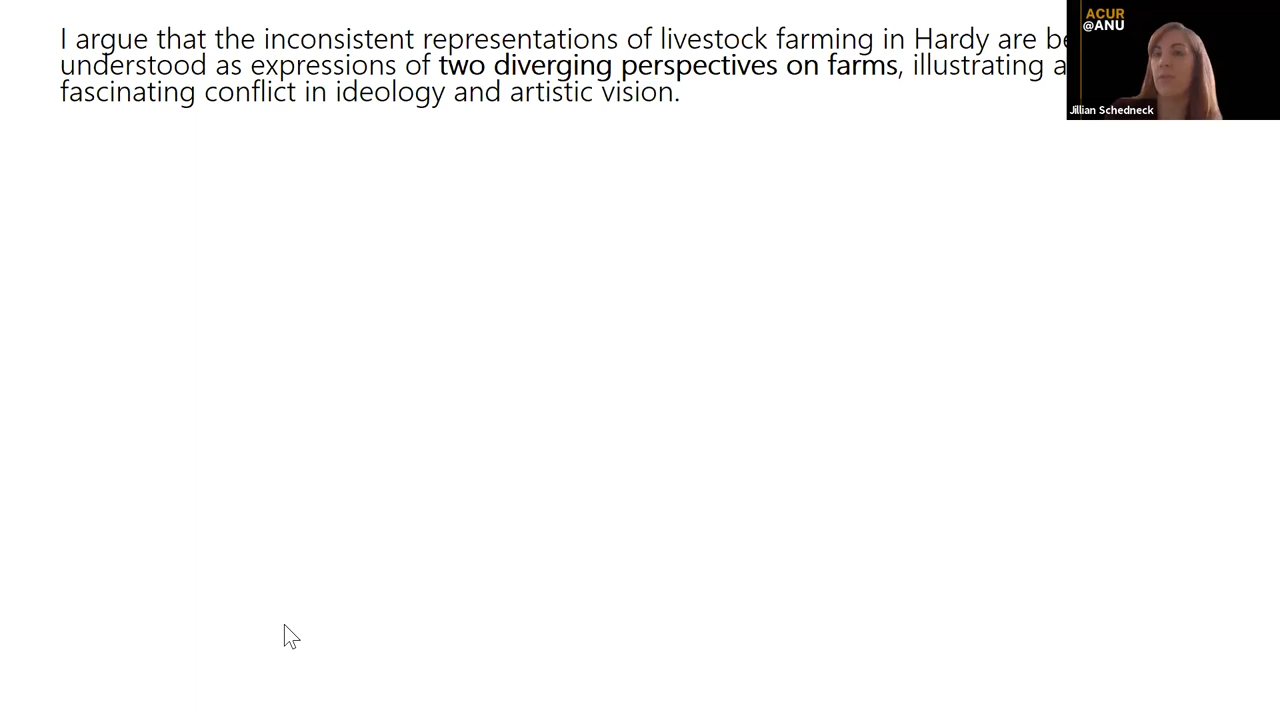 I argue that the inconsistent representations of livestock farming in Hardy are
understood as expressions of two diverging perspectives on farms, illustrating a
fascinating conflict in ideology and artistic vision.
ACUR
@ANU
Jillian Schedneck